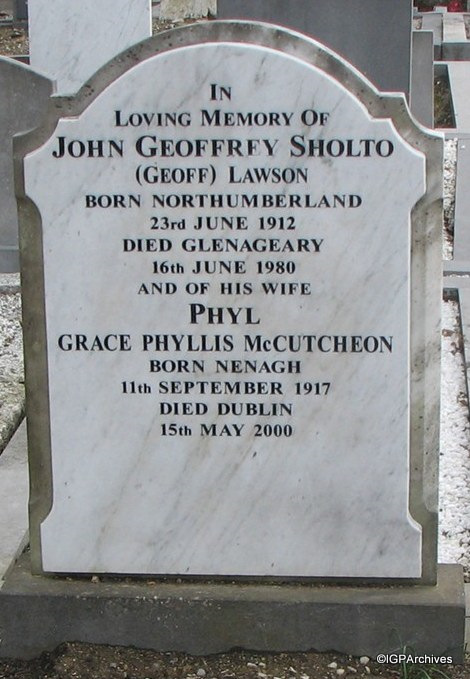 IN
LOVING MEMORY OF
JOHN GEOFFREY SHOLTO
(GEOFF) LAWSON
BORN NORTHUMBERLAND
23rd JUNE 1912
DIED GLENAGEARY
16th JUNE 1980
AND OF HIS WIFE
PHYL
GRACE PHYLLIS McCUTCHEON
BORN NENAGH
11th SEPTEMBER 1917
DIED DUBLIN
15th MAY 2000
©IGPArchives